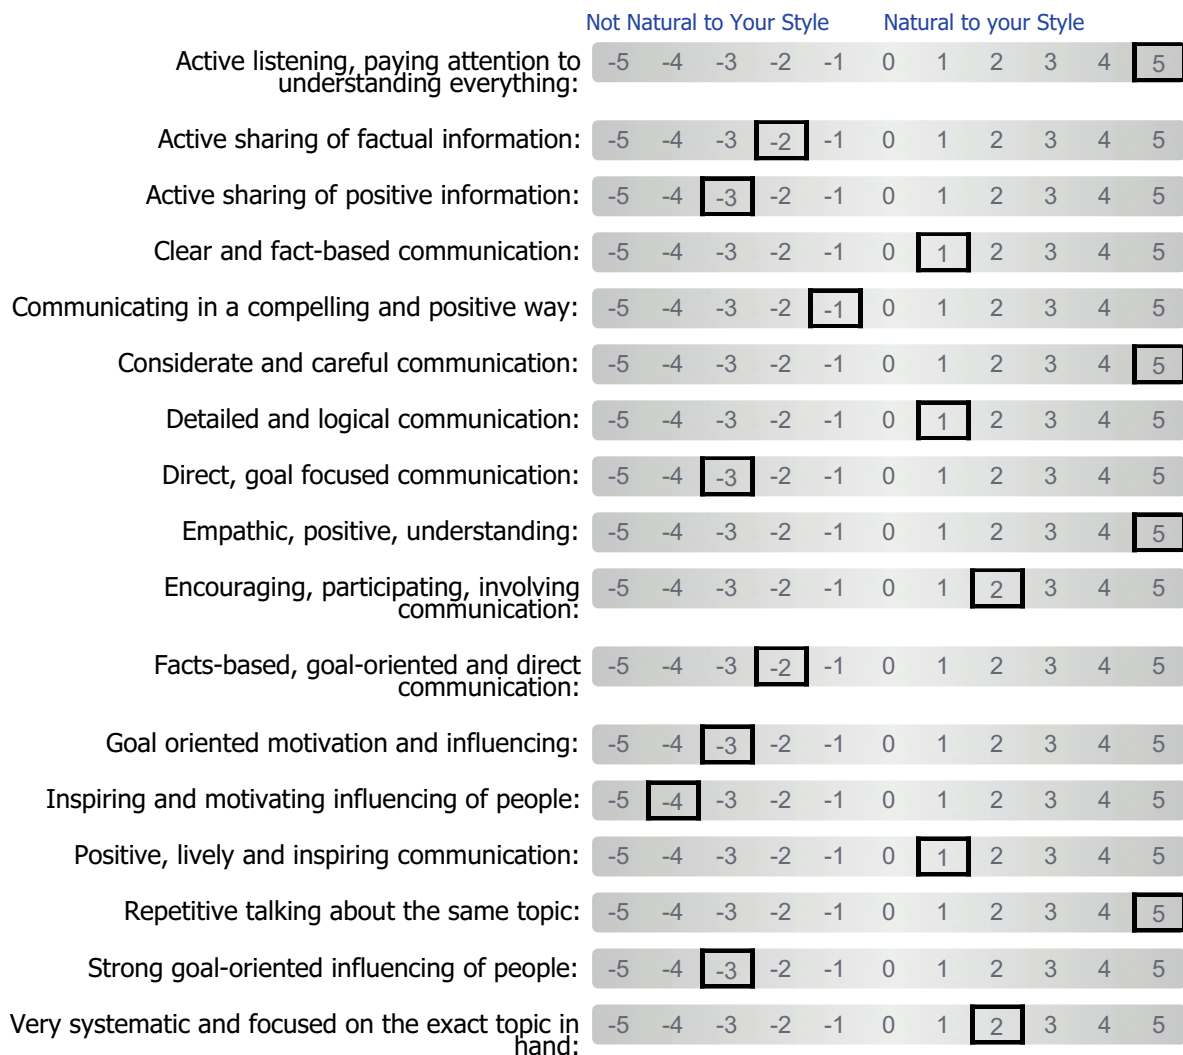 Not Natural to Your Style Natural to your Style
Active listening, paying attention to
understanding everything: -5 -4 -3 -2 -1 0 1 2 3 4 5
Active sharing of factual information: -5 -4 -3 -2 -1 0 1 2 3 4 5
Active sharing of positive information: -5 -4 -3 -2 -1 0 1 2 3 4 5
Clear and fact-based communication: -5 -4 -3 -2 -1 0 1 2 3 4 5
Communicating in a compelling and positive way: -5 -4 -3 -2 -1 0 1 2 3 4 5
Considerate and careful communication: -5 -4 -3 -2 -1 0 1 2 3 4 5
Detailed and logical communication: -5 -4 -3 -2 -1 0 1 2 3 4 5
Direct, goal focused communication: -5 -4 -3 -2 -1 0 1 2 3 4 5
Empathic, positive, understanding: -5 -4 -3 -2 -1 0 1 2 3 4 5
Encouraging, participating, involving
communication: -5 -4 -3 -2 -1 0 1 2 3 4 5
Facts-based, goal-oriented and direct
communication: -5 -4 -3 -2 -1 0 1 2 3 4 5
Goal oriented motivation and influencing: -5 -4 -3 -2 -1 0 1 2 3 4 5
Inspiring and motivating influencing of people: -5 -4 -3 -2 -1 0 1 2 3 4 5
Positive, lively and inspiring communication: -5 -4 -3 -2 -1 0 1 2 3 4 5
Repetitive talking about the same topic: -5 -4 -3 -2 -1 0 1 2 3 4 5
Strong goal-oriented influencing of people: -5 -4 -3 -2 -1 0 1 2 3 4 5
Very systematic and focused on the exact topic in
hand: -5 -4 -3 -2 -1 0 1 2 3 4 5